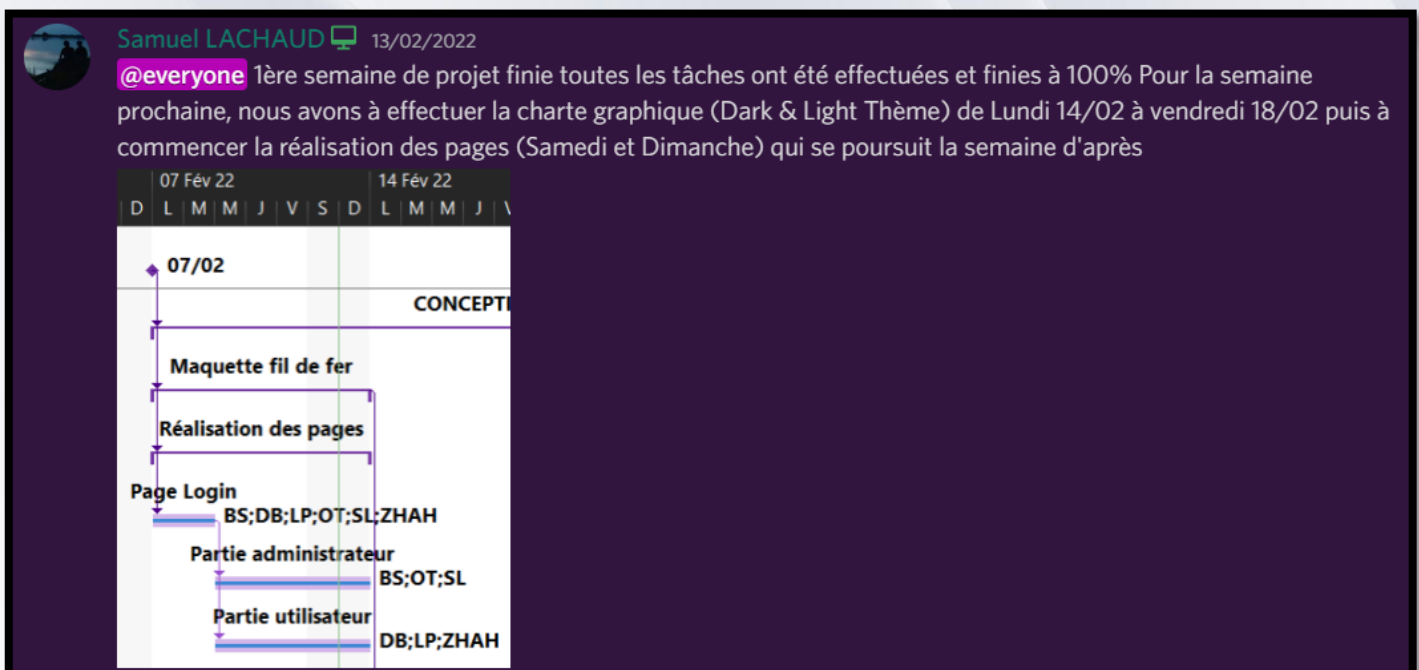 Samuel LACHAUD 13/02/2022
@everyone 1ère semaine de projet finie toutes les tâches ont été effectuées et finies à 100% Pour la semaine
prochaine, nous avons à effectuer la charte graphique (Dark & Light Thème) de Lundi 14/02 à vendredi 18/02 puis à
commencer la réalisation des pages (Samedi et Dimanche) qui se poursuit la semaine d'après
07 Fév 22 14 Fév 22
D L M M J V S D L M M J V
07/02
CONCEPTI
Maquette fil de fer
Réalisation des pages
Page Login
BS;DB;LP;OT;SL;ZHAH
Partie administrateur
BS;OT;SL
Partie utilisateur
DB;LP;ZHAH